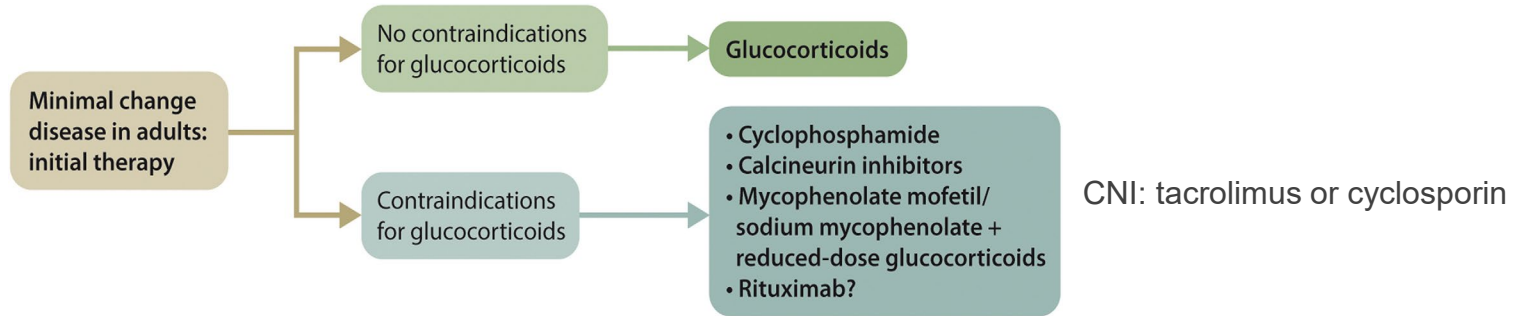 Minimal change
disease in adults:
initial therapy
No contraindications
for glucocorticoids
Glucocorticoids
Contraindications
for glucocorticoids
• Cyclophosphamide
• Calcineurin inhibitors
• Mycophenolate mofetil/
sodium mycophenolate +
reduced-dose glucocorticoids
• Rituximab?
CNI: tacrolimus or cyclosporin